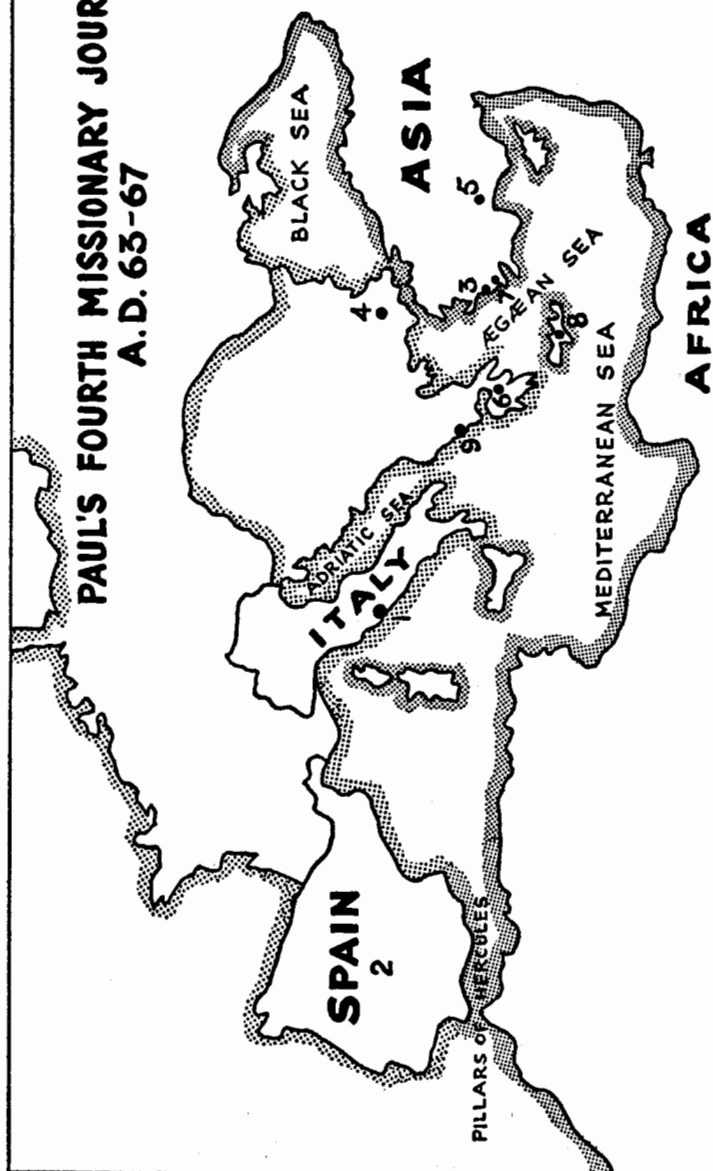 PAUL'S FOURTH MISSIONARY JOUR
A.D. 63-67
BLACK SEA
ASIA
4
3
5
ÆGÆAN SEA
ADRIATIC SEA
ITALY
1
9
6
8
SPAIN
2
MEDITERRANEAN SEA
PILLARS OF HERCULES
AFRICA